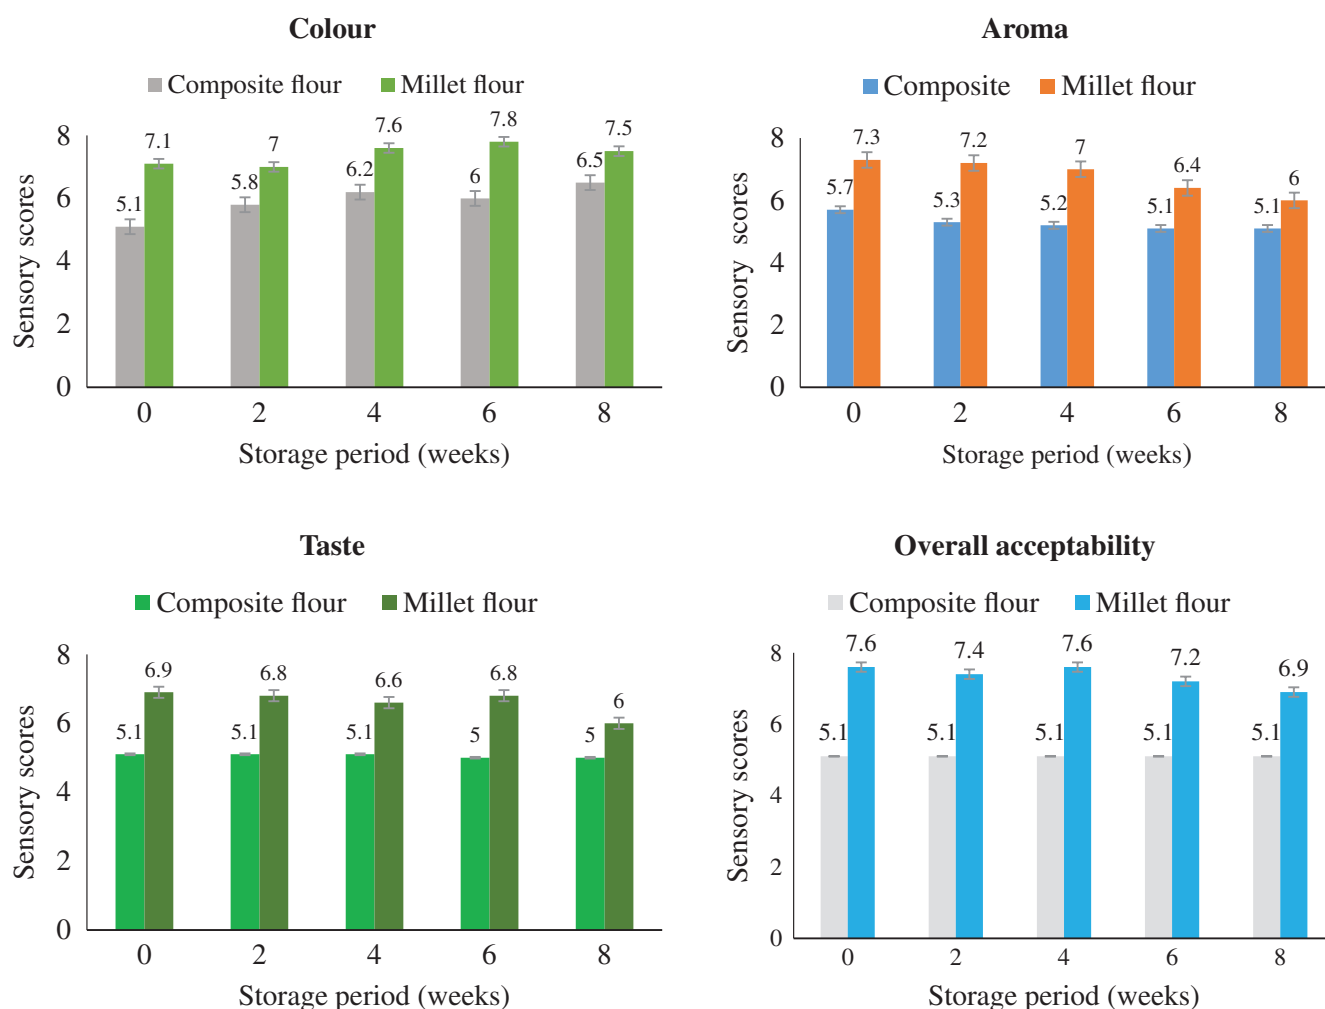 Colour
Composite flour Millet flour
Sensory scores
8
6
4
2
0
5.1 7.1 5.8 7 6.2 7.6 6 7.8 6.5 7.5
0 2 4 6 8
Storage period (weeks)
Aroma
Composite Millet flour
Sensory scores
8
6
4
2
0
5.7 7.3 5.3 7.2 5.2 7 5.1 6.4 5.1 6
0 2 4 6 8
Storage period (weeks)
Taste
Composite flour Millet flour
Sensory scores
8
6
4
2
0
5.1 6.9 5.1 6.8 5.1 6.6 5 6.8 5 6
0 2 4 6 8
Storage period (weeks)
Overall acceptability
Composite flour Millet flour
Sensory scores
8
6
4
2
0
5.1 7.6 5.1 7.4 5.1 7.6 5.1 7.2 5.1 6.9
0 2 4 6 8
Storage period (weeks)